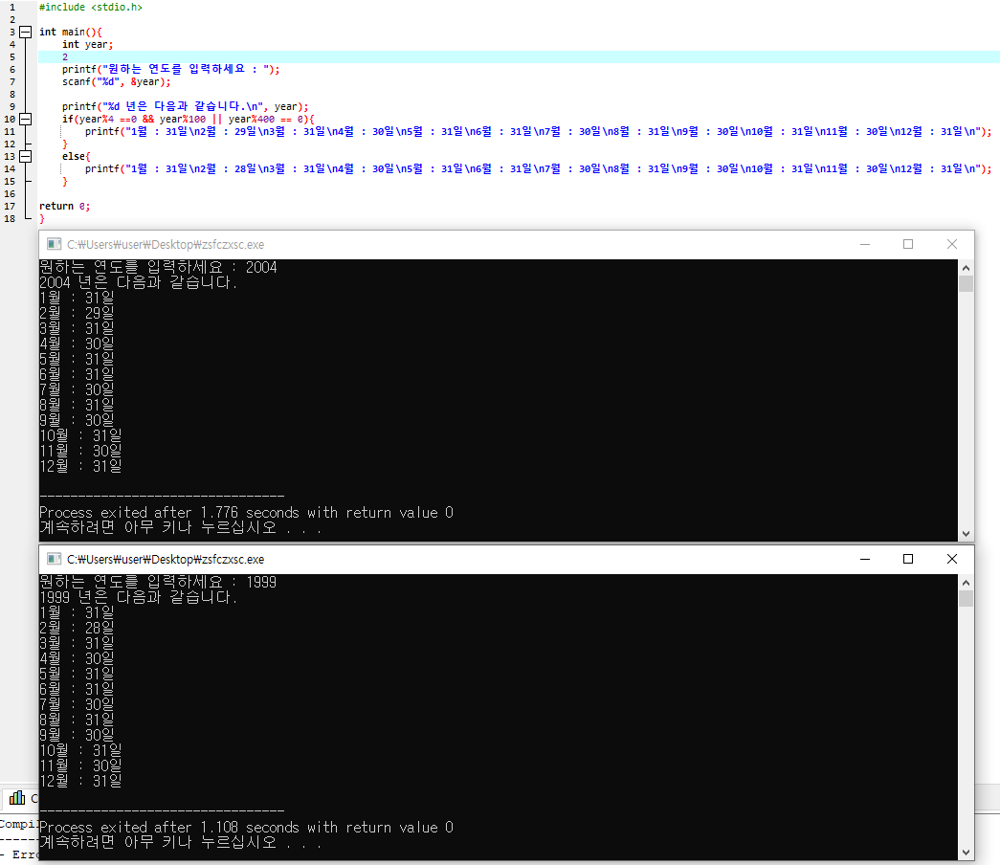 1 #include <stdio.h>
2
3 int main(){
4 int year;
5 2
6 printf("원하는 연도를 입력하세요 : ");
7 scanf("%d", &year);
8
9 printf("%d 년은 다음과 같습니다.\n", year);
10 if(year%4 ==0 && year%100 || year%400 == 0){
11 printf("1월 : 31일\n2월 : 29일\n3월 : 31일\n4월 : 30일\n5월 : 31일\n6월 : 31일\n7월 : 30일\n8월 : 31일\n9월 : 30일\n10월 : 31일\n11월 : 30일\n12월 : 31일\n");
12 }
13 else{
14 printf("1월 : 31일\n2월 : 28일\n3월 : 31일\n4월 : 30일\n5월 : 31일\n6월 : 31일\n7월 : 30일\n8월 : 31일\n9월 : 30일\n10월 : 31일\n11월 : 30일\n12월 : 31일\n");
15 }
16
17 return 0;
18 }
C:₩Users₩user₩Desktop₩zsfczxsc.exe
원하는 연도를 입력하세요 : 2004
2004 년은 다음과 같습니다.
1월 : 31일
2월 : 29일
3월 : 31일
4월 : 30일
5월 : 31일
6월 : 31일
7월 : 30일
8월 : 31일
9월 : 30일
10월 : 31일
11월 : 30일
12월 : 31일
--------------------------------
Process exited after 1.776 seconds with return value 0
계속하려면 아무 키나 누르십시오 . . .
C:₩Users₩user₩Desktop₩zsfczxsc.exe
원하는 연도를 입력하세요 : 1999
1999 년은 다음과 같습니다.
1월 : 31일
2월 : 28일
3월 : 31일
4월 : 30일
5월 : 31일
6월 : 31일
7월 : 30일
8월 : 31일
9월 : 30일
10월 : 31일
11월 : 30일
12월 : 31일
--------------------------------
Process exited after 1.108 seconds with return value 0
계속하려면 아무 키나 누르십시오 . . .